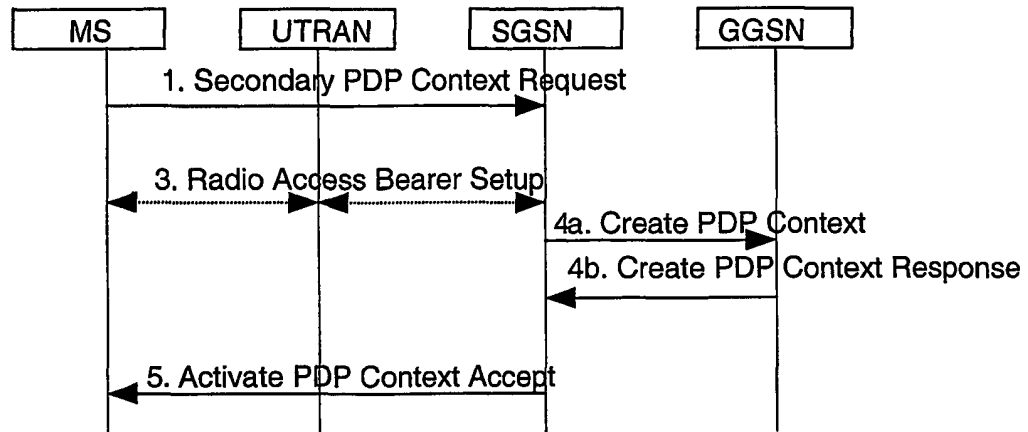 MS
UTRAN
SGSN
GGSN
1. Secondary PDP Context Request
3. Radio Access Bearer Setup
4a. Create PDP Context
4b. Create PDP Context Response
5. Activate PDP Context Accept